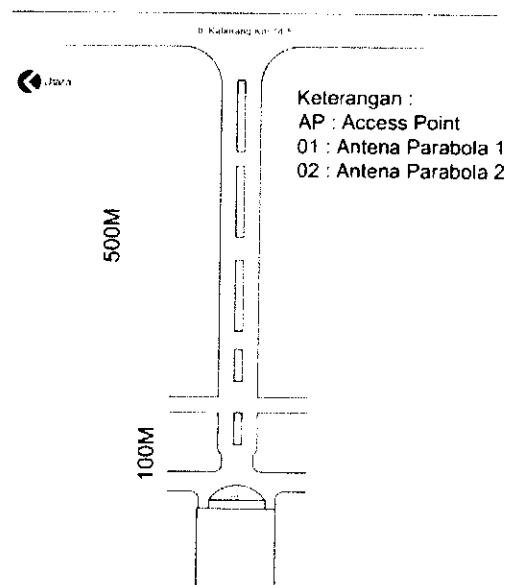 Utara
Keterangan :
AP : Access Point
01 : Antena Parabola 1
02 : Antena Parabola 2
500M
100M